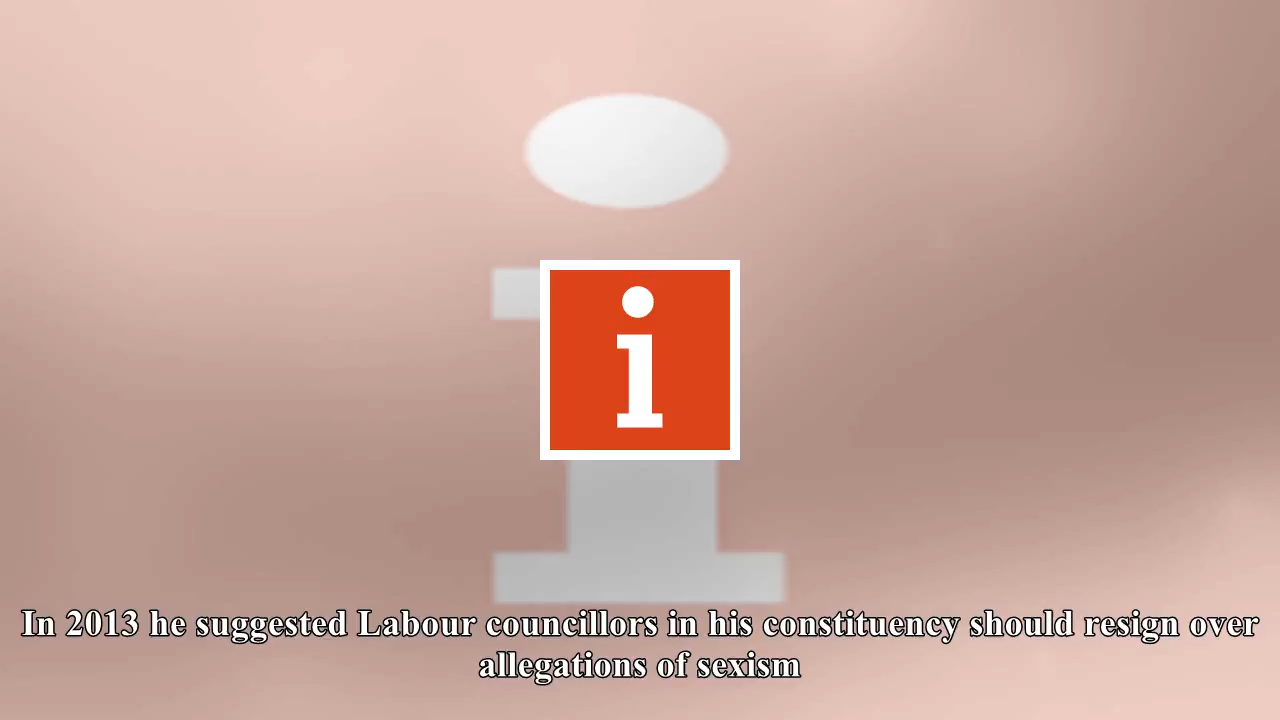 i
In 2013 he suggested Labour councillors in his constituency should resign over
allegations of sexism